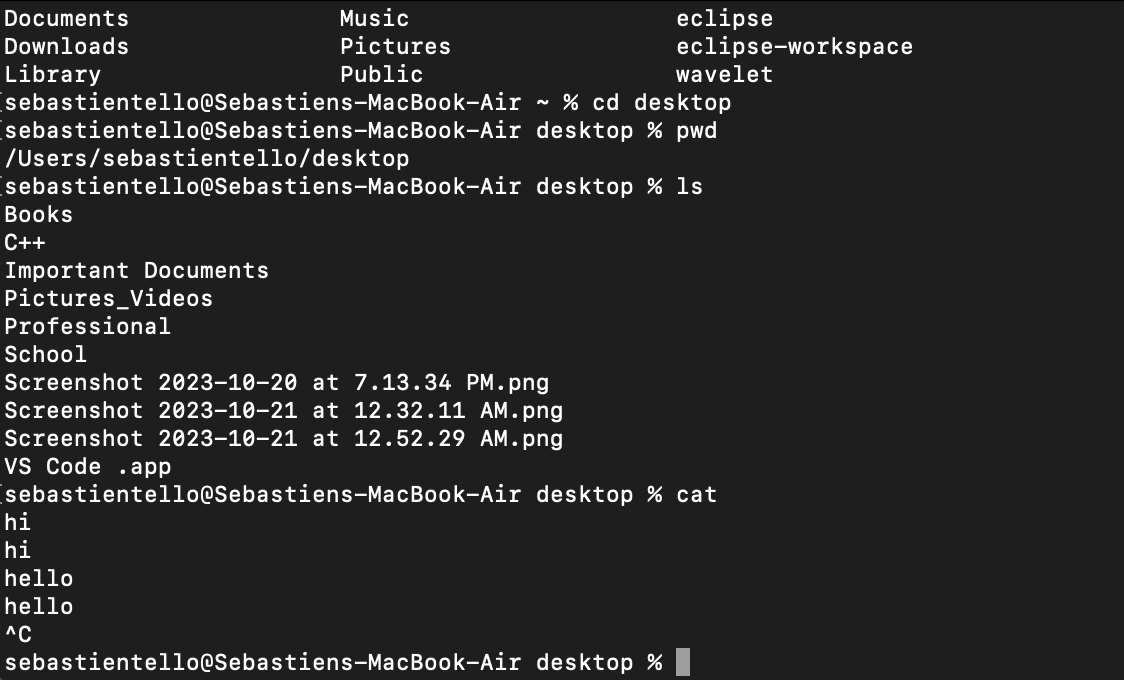 Documents Music eclipse
Downloads Pictures eclipse-workspace
Library Public wavelet
[sebastientello@Sebastiens-MacBook-Air ~ % cd desktop
[sebastientello@Sebastiens-MacBook-Air desktop % pwd
/Users/sebastientello/desktop
[sebastientello@Sebastiens-MacBook-Air desktop % ls
Books
C++
Important Documents
Pictures_Videos
Professional
School
Screenshot 2023-10-20 at 7.13.34 PM.png
Screenshot 2023-10-21 at 12.32.11 AM.png
Screenshot 2023-10-21 at 12.52.29 AM.png
VS Code .app
[sebastientello@Sebastiens-MacBook-Air desktop % cat
hi
hi
hello
hello
^C
sebastientello@Sebastiens-MacBook-Air desktop %